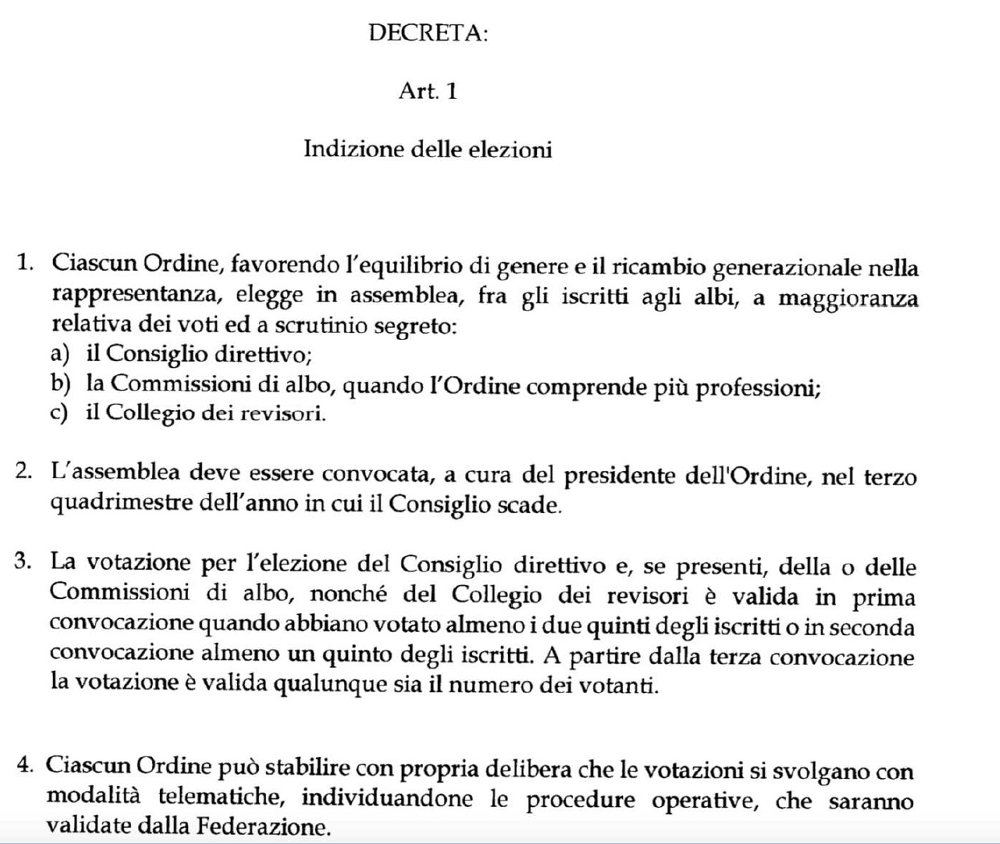 DECRETA:
Art. 1
Indizione delle elezioni
1. Ciascun Ordine, favorendo l'equilibrio di genere e il ricambio generazionale nella
rappresentanza, elegge in assemblea, fra gli iscritti agli albi, a maggioranza
relativa dei voti ed a scrutinio segreto:
a) il Consiglio direttivo;
b) la Commissioni di albo, quando l'Ordine comprende più professioni;
c) il Collegio dei revisori.
2. L'assemblea deve essere convocata, a cura del presidente dell'Ordine, nel terzo
quadrimestre dell'anno in cui il Consiglio scade.
3. La votazione per l'elezione del Consiglio direttivo e, se presenti, della o delle
Commissioni di albo, nonché del Collegio dei revisori è valida in prima
convocazione quando abbiano votato almeno i due quinti degli iscritti o in seconda
convocazione almeno un quinto degli iscritti. A partire dalla terza convocazione
la votazione è valida qualunque sia il numero dei votanti.
4. Ciascun Ordine può stabilire con propria delibera che le votazioni si svolgano con
modalità telematiche, individuandone le procedure operative, che saranno
validate dalla Federazione.